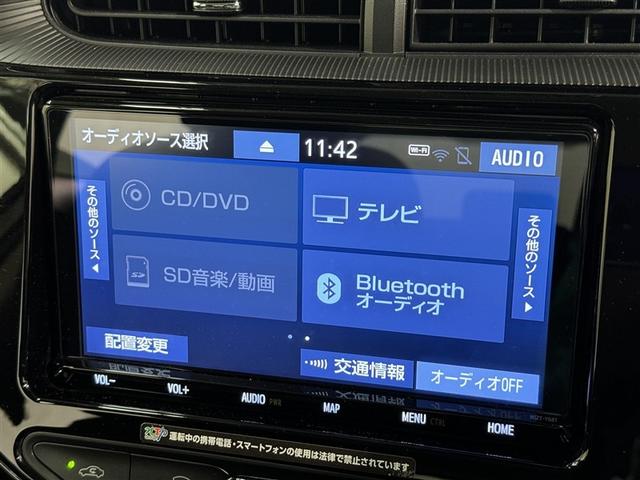 オーディオソース選択
11:42
Wi-Fi
AUDIO
その他のソース
CD/DVD
テレビ
その他のソース
SD音楽/動画
Bluetooth
オーディオ
配置変更
交通情報
オーディオOFF
VOL−
VOL+
AUDIO PWR
MAP
MENU CTRL
HOME
運転中の携帯電話・スマートフォンの使用は法律で禁止されています